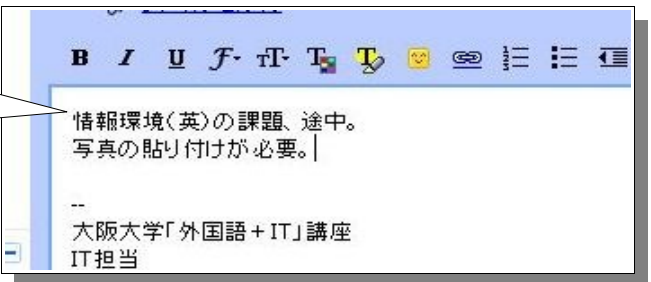 B I U F T T T
情報環境(英)の課題、途中。
写真の貼り付けが必要。
--
大阪大学「外国語+IT」講座
IT担当